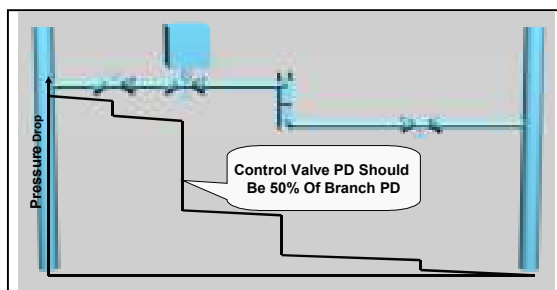 Pressure Drop
Control Valve PD Should
Be 50% Of Branch PD